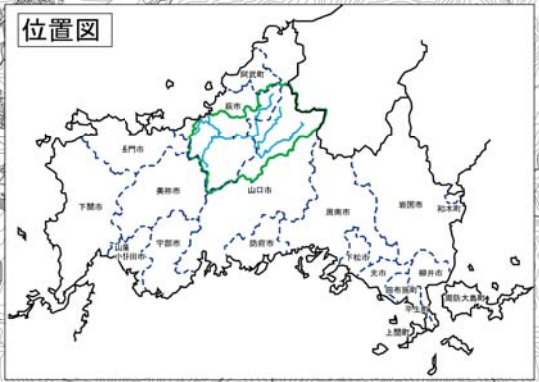 位置図
阿武町
萩市
長門市
美祢市
山口市
下関市
岩国市
和木町
周南市
山陽
小野田市
宇部市
防府市
下松市
光市
柳井市
田布施町
周防大島町
平生町
上関町